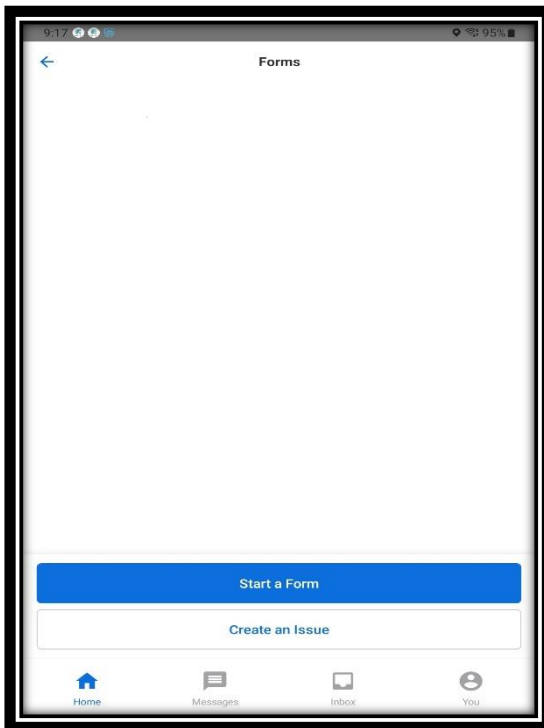 9:17 95%
Forms
Start a Form
Create an Issue
Home Messages Inbox You